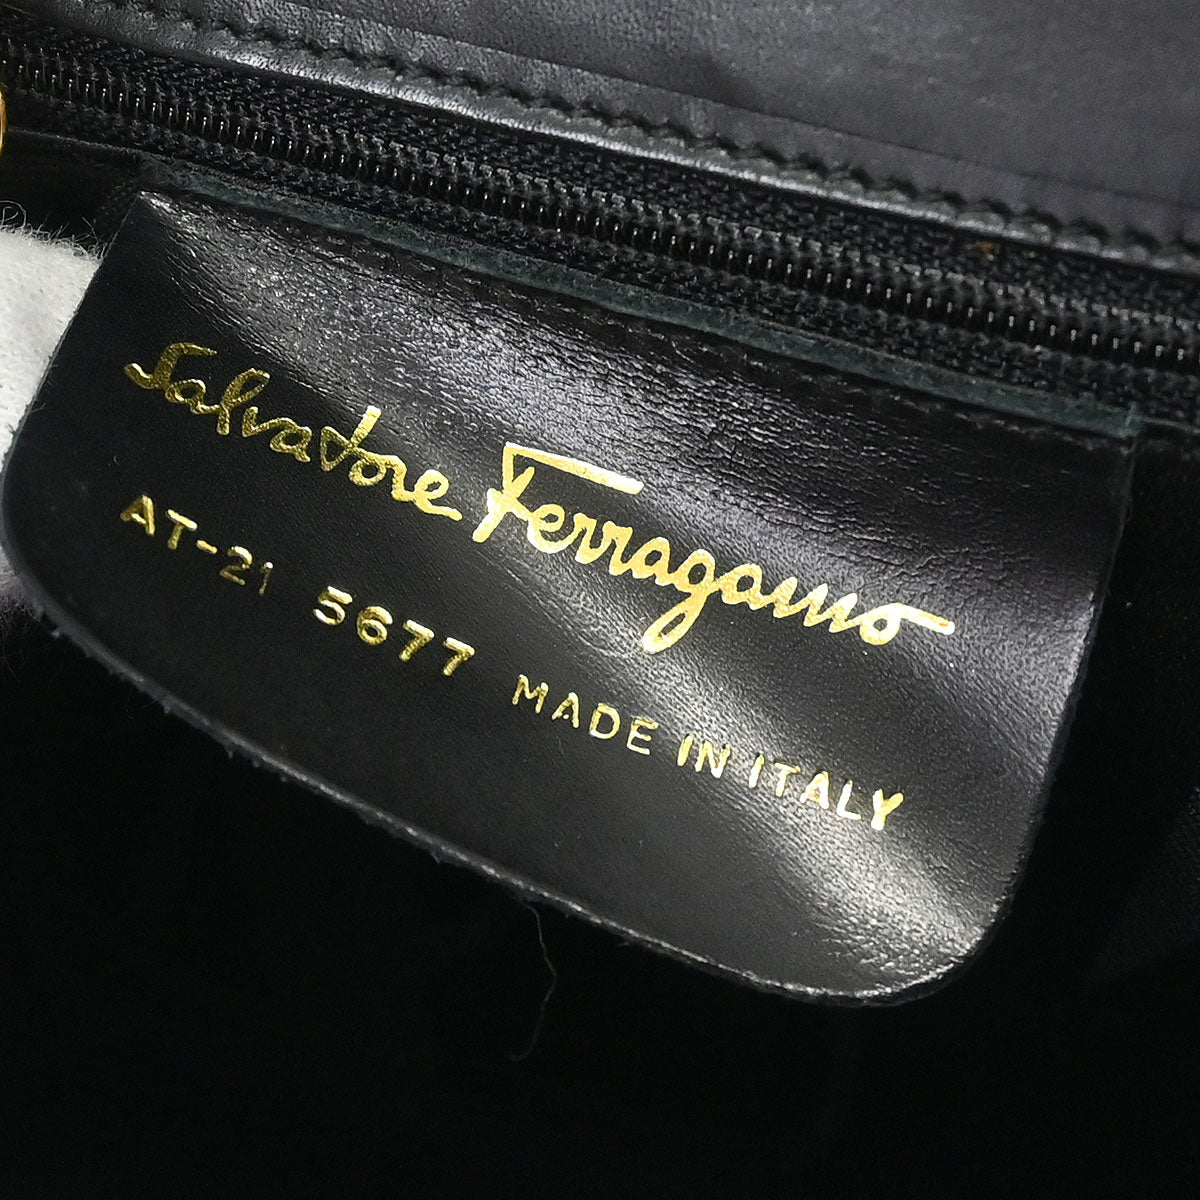 Salvatore Ferragamo
AT-21 5677 MADE IN ITALY